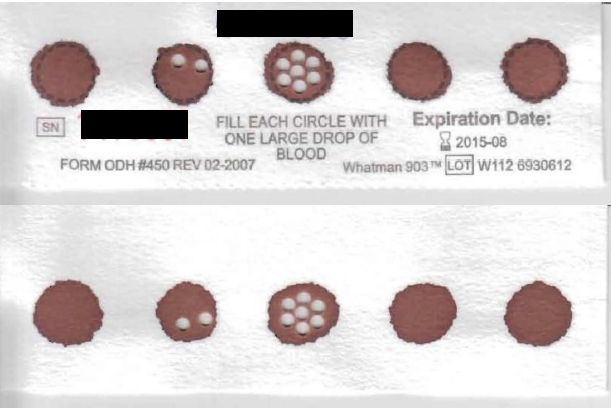 SN
FILL EACH CIRCLE WITH
ONE LARGE DROP OF
BLOOD
Expiration Date:
2015-08
FORM ODH #450 REV 02-2007
Whatman 903™ LOT W112 6930612